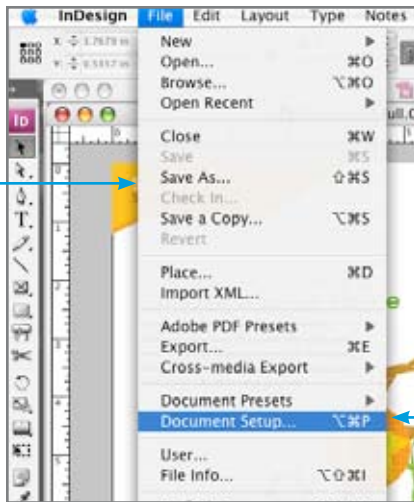 InDesign File Edit Layout Type Notes
New
Open... ⌘O
Browse... ⌥⌘O
Open Recent
Close ⌘W
Save ⌘S
Save As... ⇧⌘S
Check In...
Save a Copy... ⌥⌘S
Revert
Place... ⌘D
Import XML...
Adobe PDF Presets
Export... ⌘E
Cross-media Export
Document Presets
Document Setup... ⌥⌘P
User...
File Info... ⌥⇧⌘I